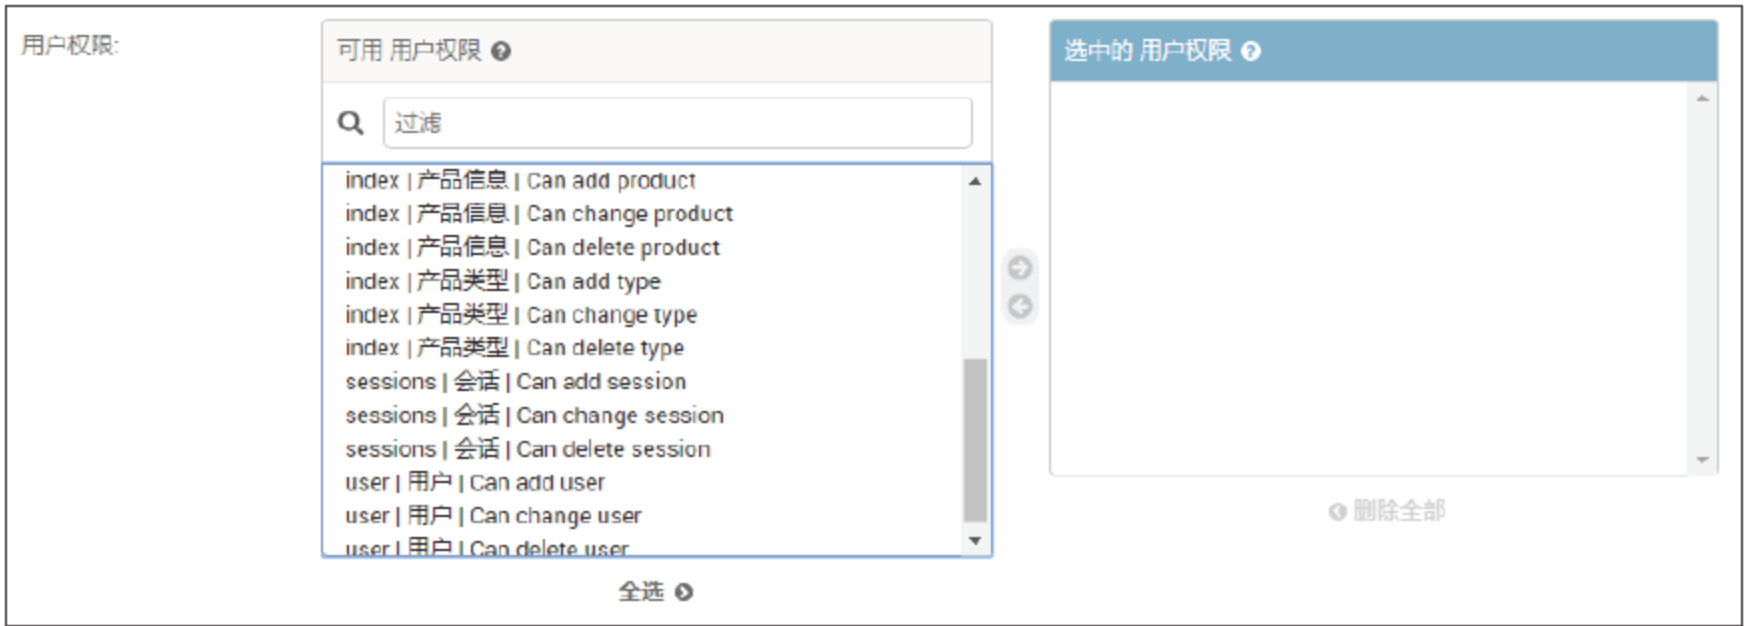 用户权限:
可用 用户权限
过滤
index | 产品信息 | Can add product
index | 产品信息 | Can change product
index | 产品信息 | Can delete product
index | 产品类型 | Can add type
index | 产品类型 | Can change type
index | 产品类型 | Can delete type
sessions | 会话 | Can add session
sessions | 会话 | Can change session
sessions | 会话 | Can delete session
user | 用户 | Can add user
user | 用户 | Can change user
user | 用户 | Can delete user
全选
选中的 用户权限
删除全部